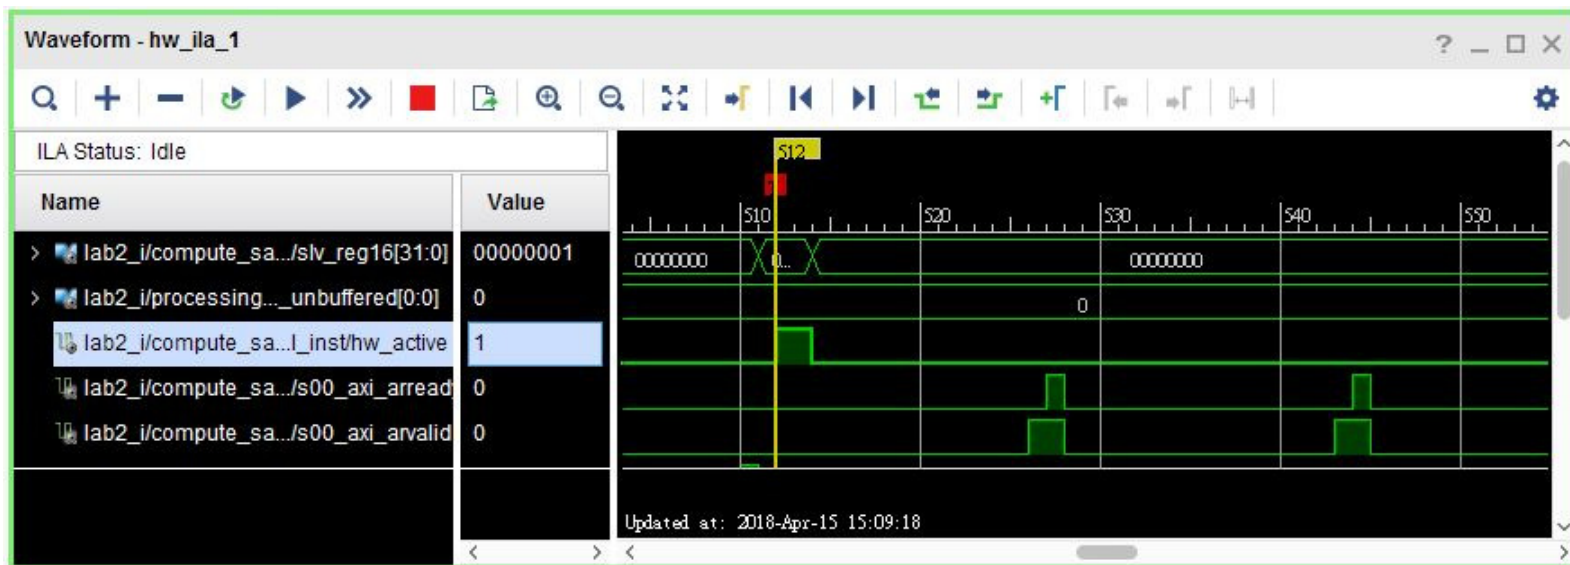 Waveform - hw_ila_1
ILA Status: Idle
512
Name Value
510 520 530 540 550
lab2_i/compute_sa.../slv_reg16[31:0] 00000001 00000000 0... 00000000
lab2_i/processing..._unbuffered[0:0] 0 0
lab2_i/compute_sa...l_inst/hw_active 1
lab2_i/compute_sa.../s00_axi_arread 0
lab2_i/compute_sa.../s00_axi_arvalid 0
Updated at: 2018-Apr-15 15:09:18